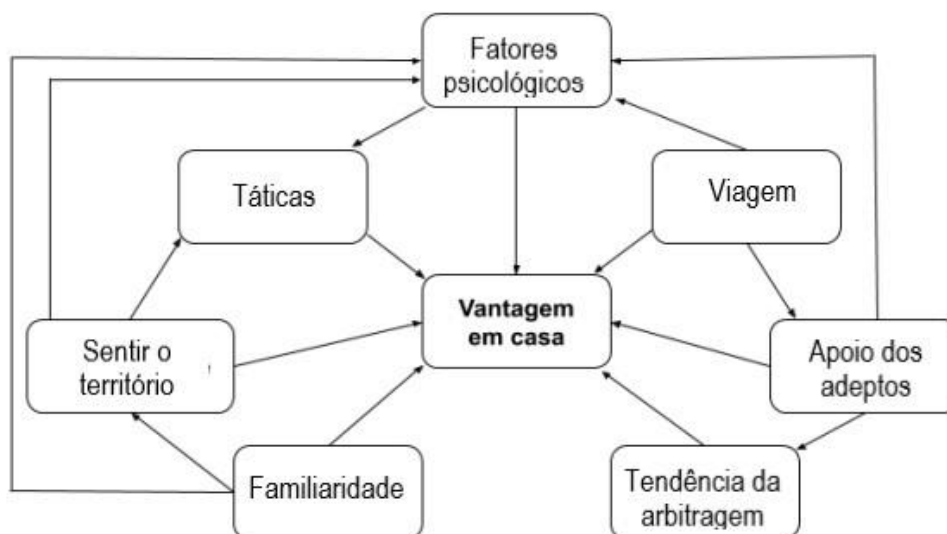 Fatores
psicológicos
Táticas
Viagem
Vantagem
em casa
Sentir o
território
Apoio dos
adeptos
Familiaridade
Tendência da
arbitragem